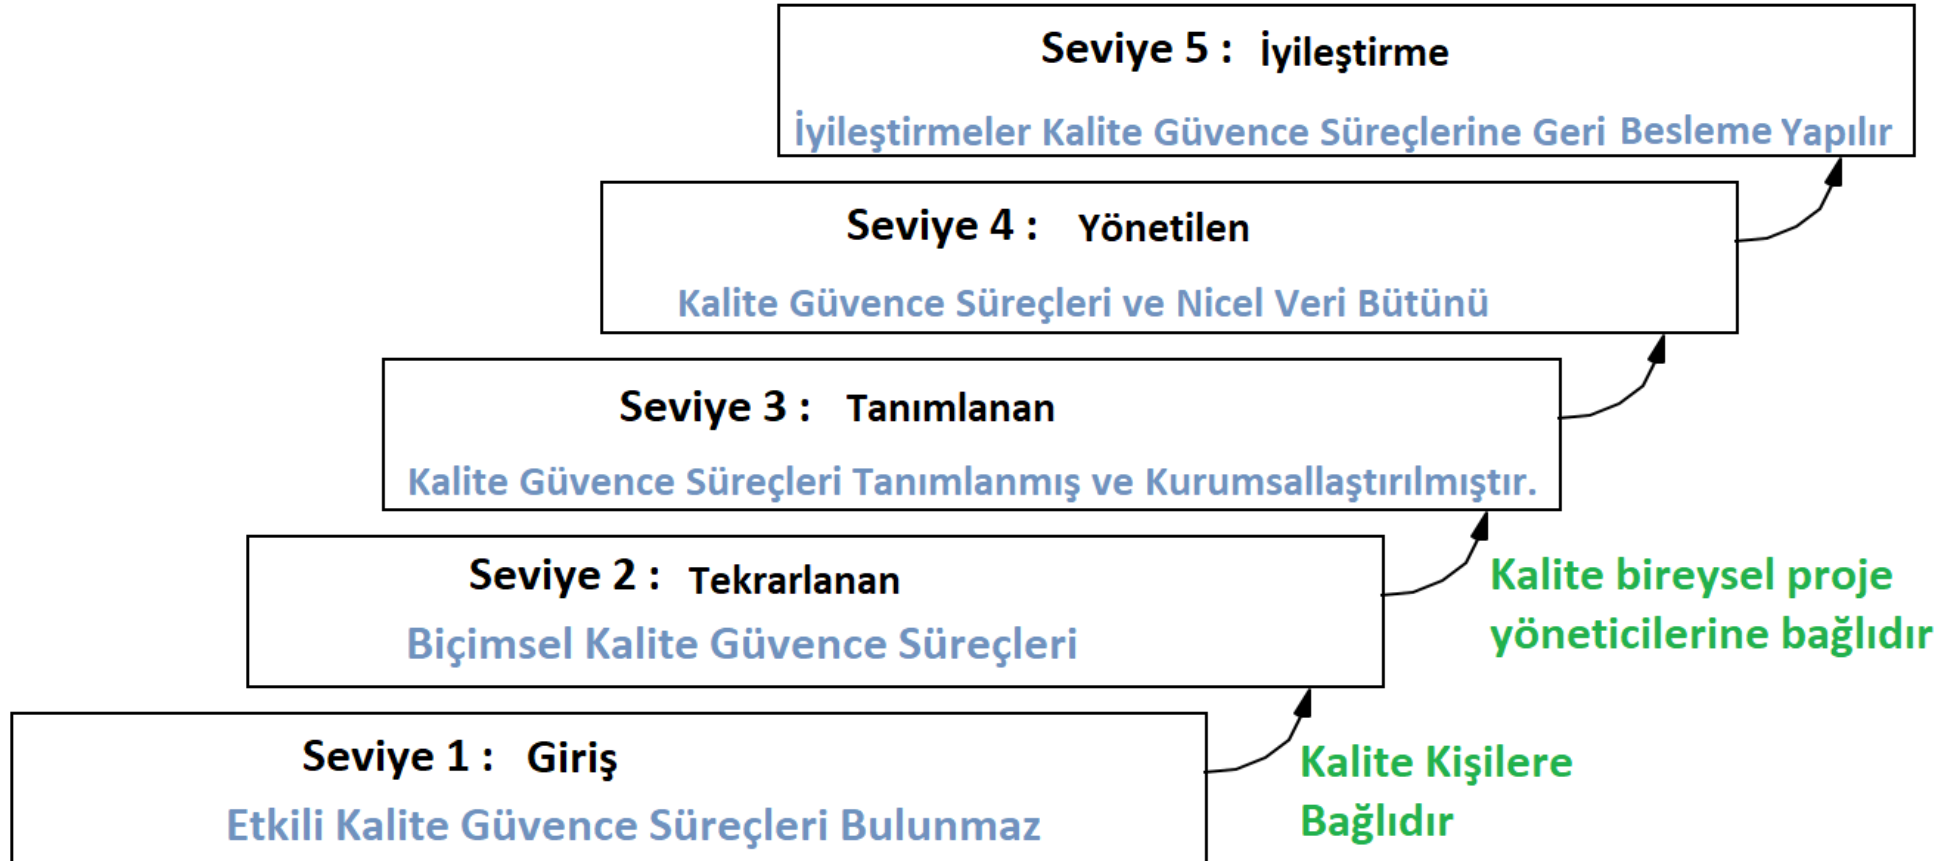 Seviye 5 : İyileştirme
İyileştirmeler Kalite Güvence Süreçlerine Geri Besleme Yapılır
Seviye 4 : Yönetilen
Kalite Güvence Süreçleri ve Nicel Veri Bütünü
Seviye 3 : Tanımlanan
Kalite Güvence Süreçleri Tanımlanmış ve Kurumsallaştırılmıştır.
Seviye 2 : Tekrarlanan
Biçimsel Kalite Güvence Süreçleri
Kalite bireysel proje
yöneticilerine bağlıdır
Seviye 1 : Giriş
Etkili Kalite Güvence Süreçleri Bulunmaz
Kalite Kişilere
Bağlıdır